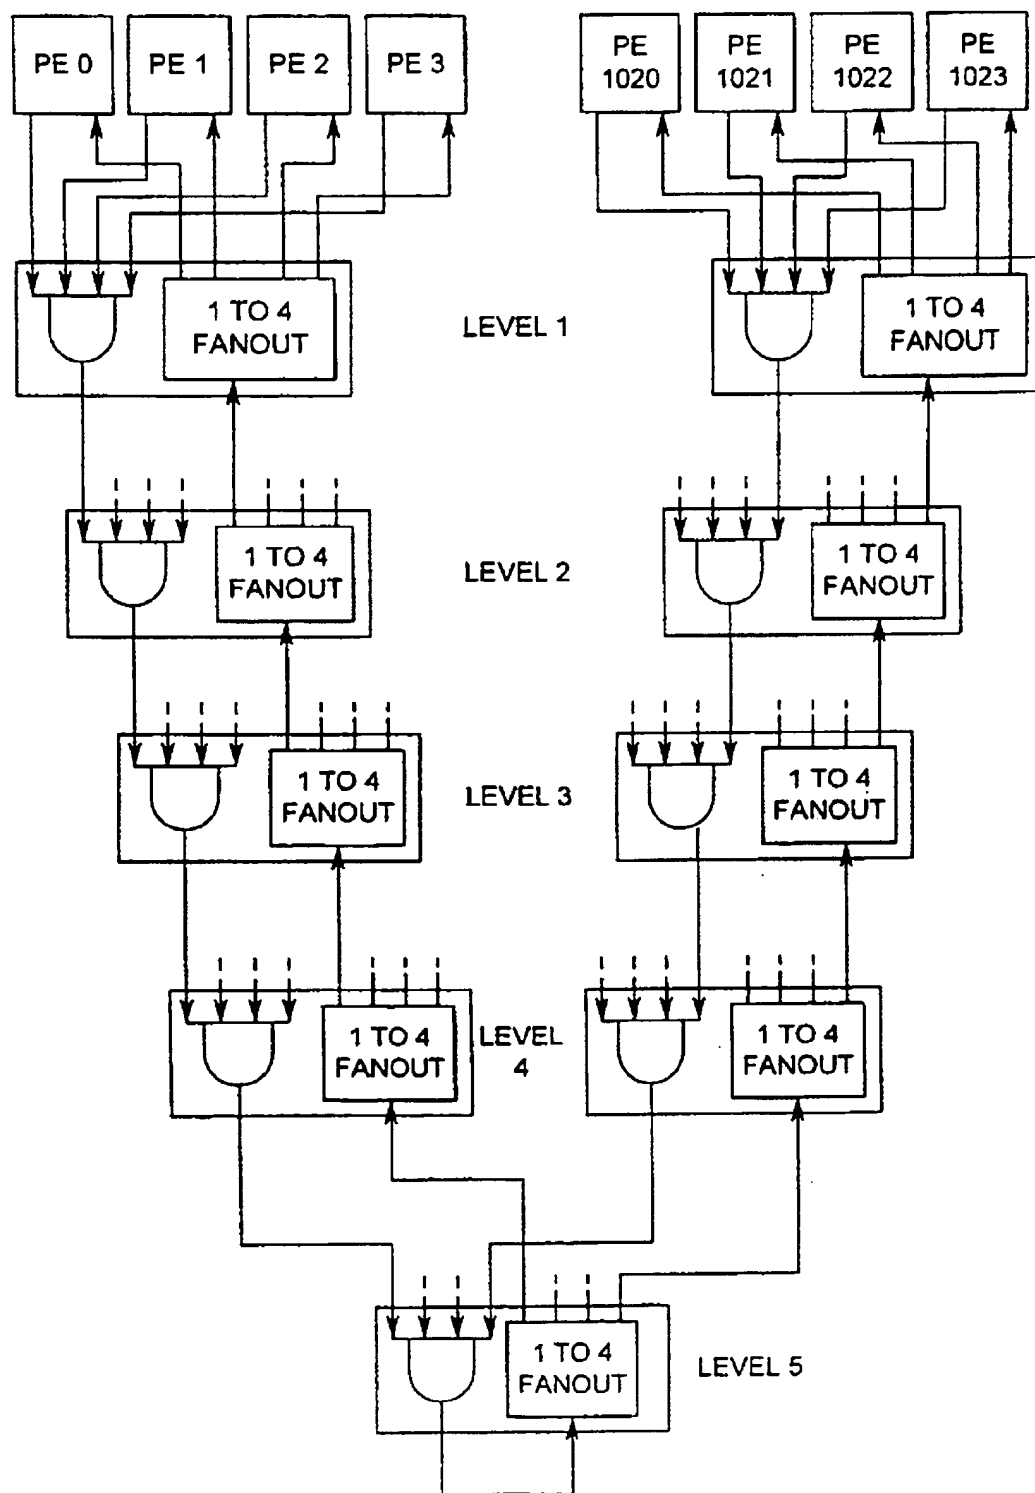 PE 0
PE 1
PE 2
PE 3
PE
1020
PE
1021
PE
1022
PE
1023
1 TO 4
FANOUT
LEVEL 1
1 TO 4
FANOUT
1 TO 4
FANOUT
LEVEL 2
1 TO 4
FANOUT
1 TO 4
FANOUT
LEVEL 3
1 TO 4
FANOUT
1 TO 4
FANOUT
LEVEL
4
1 TO 4
FANOUT
1 TO 4
FANOUT
LEVEL 5